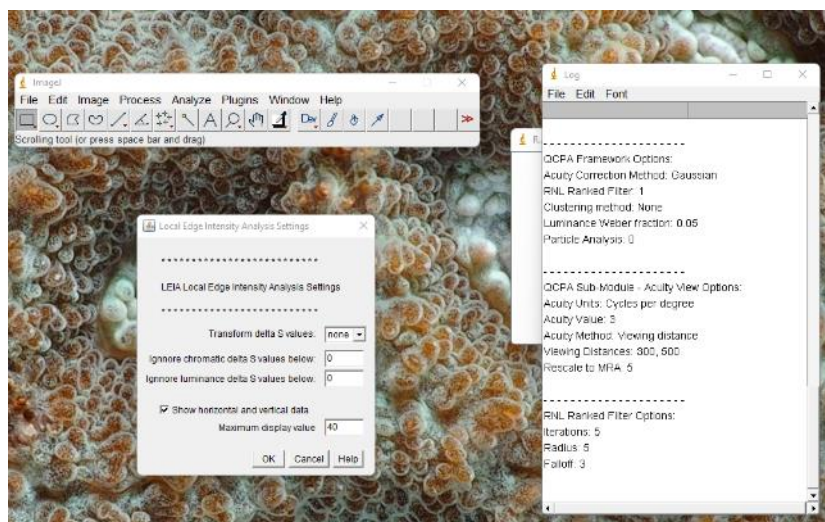 ImageJ
File Edit Image Process Analyze Plugins Window Help
Dev
Scrolling tool (or press space bar and drag)
Local Edge Intensity Analysis Settings
* * * * * * * * * * * * * * * * * * * * * * * * * *
LEIA Local Edge Intensity Analysis Settings
* * * * * * * * * * * * * * * * * * * * * * * * * *
Transform delta S values: none
Ignnore chromatic delta S values below: 0
Ignnore luminance delta S values below: 0
Show horizontal and vertical data
Maximum display value 40
OK Cancel Help
Log
File Edit Font
- - - - - - - - - - - - - - - - - - - - - -
QCPA Framework Options:
Acuity Correction Method: Gaussian
RNL Ranked Filter: 1
Clustering method: None
Luminance Weber fraction: 0.05
Particle Analysis: 0
- - - - - - - - - - - - - - - - - - - - - -
QCPA Sub-Module - Acuity View Options:
Acuity Units: Cycles per degree
Acuity Value: 3
Acuity Method: Viewing distance
Viewing Distances: 300, 500
Rescale to MRA: 5
- - - - - - - - - - - - - - - - - - - - - -
RNL Ranked Filter Options:
Iterations: 5
Radius: 5
Falloff: 3